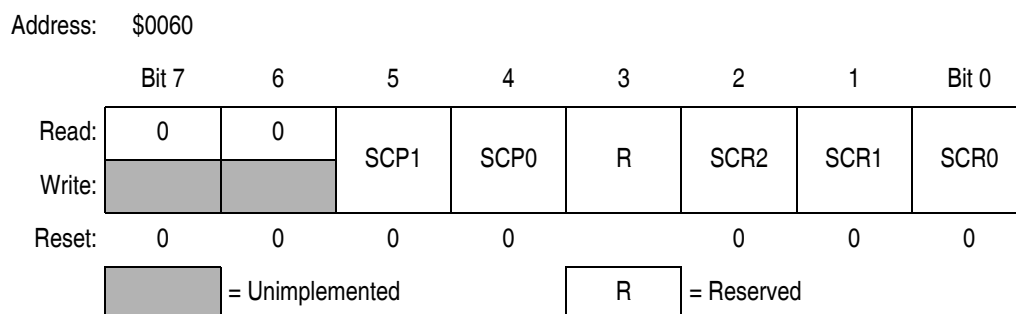 Address: $0060
Bit 7 6 5 4 3 2 1 Bit 0
Read: 0 0 SCP1 SCP0 R SCR2 SCR1 SCR0
Write:
Reset: 0 0 0 0 0 0 0
= Unimplemented R = Reserved